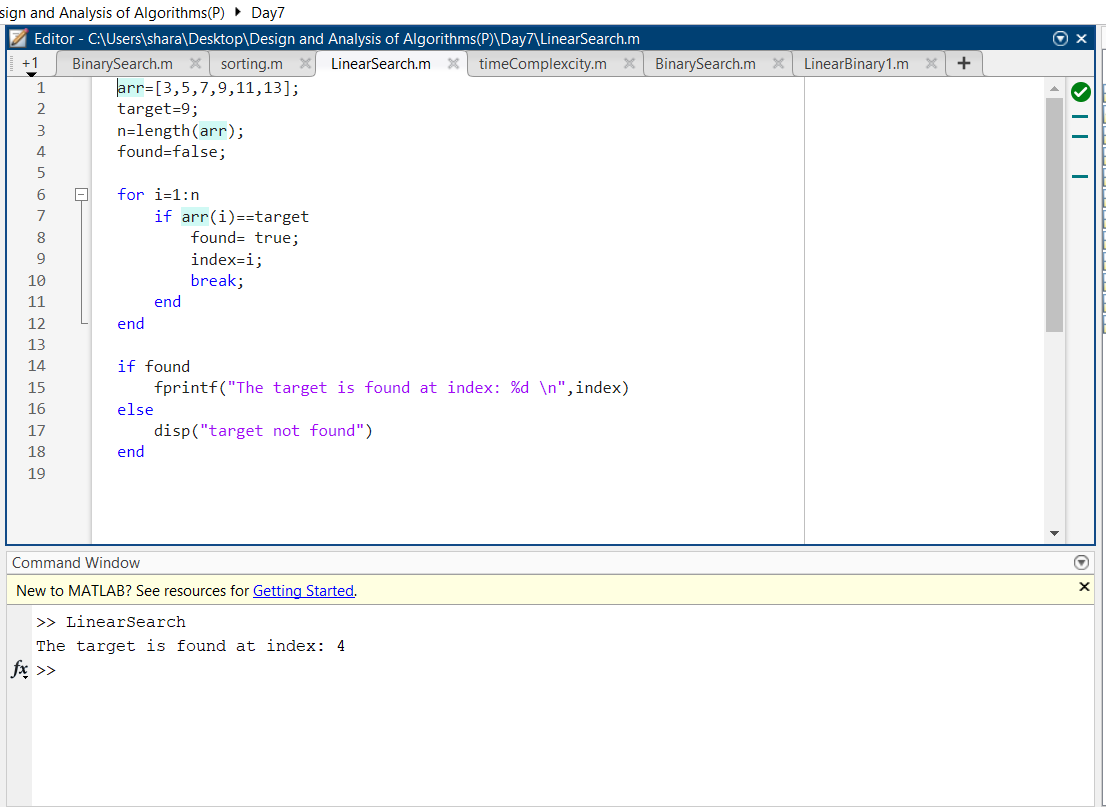 sign and Analysis of Algorithms(P) ▸ Day7
Editor - C:\Users\shara\Desktop\Design and Analysis of Algorithms(P)\Day7\LinearSearch.m
+1 BinarySearch.m sorting.m LinearSearch.m timeComplexcity.m BinarySearch.m LinearBinary1.m +
1 arr=[3,5,7,9,11,13];
2 target=9;
3 n=length(arr);
4 found=false;
5
6 for i=1:n
7 if arr(i)==target
8 found= true;
9 index=i;
10 break;
11 end
12 end
13
14 if found
15 fprintf("The target is found at index: %d \n",index)
16 else
17 disp("target not found")
18 end
19
Command Window
New to MATLAB? See resources for Getting Started.
>> LinearSearch
The target is found at index: 4
fx >>